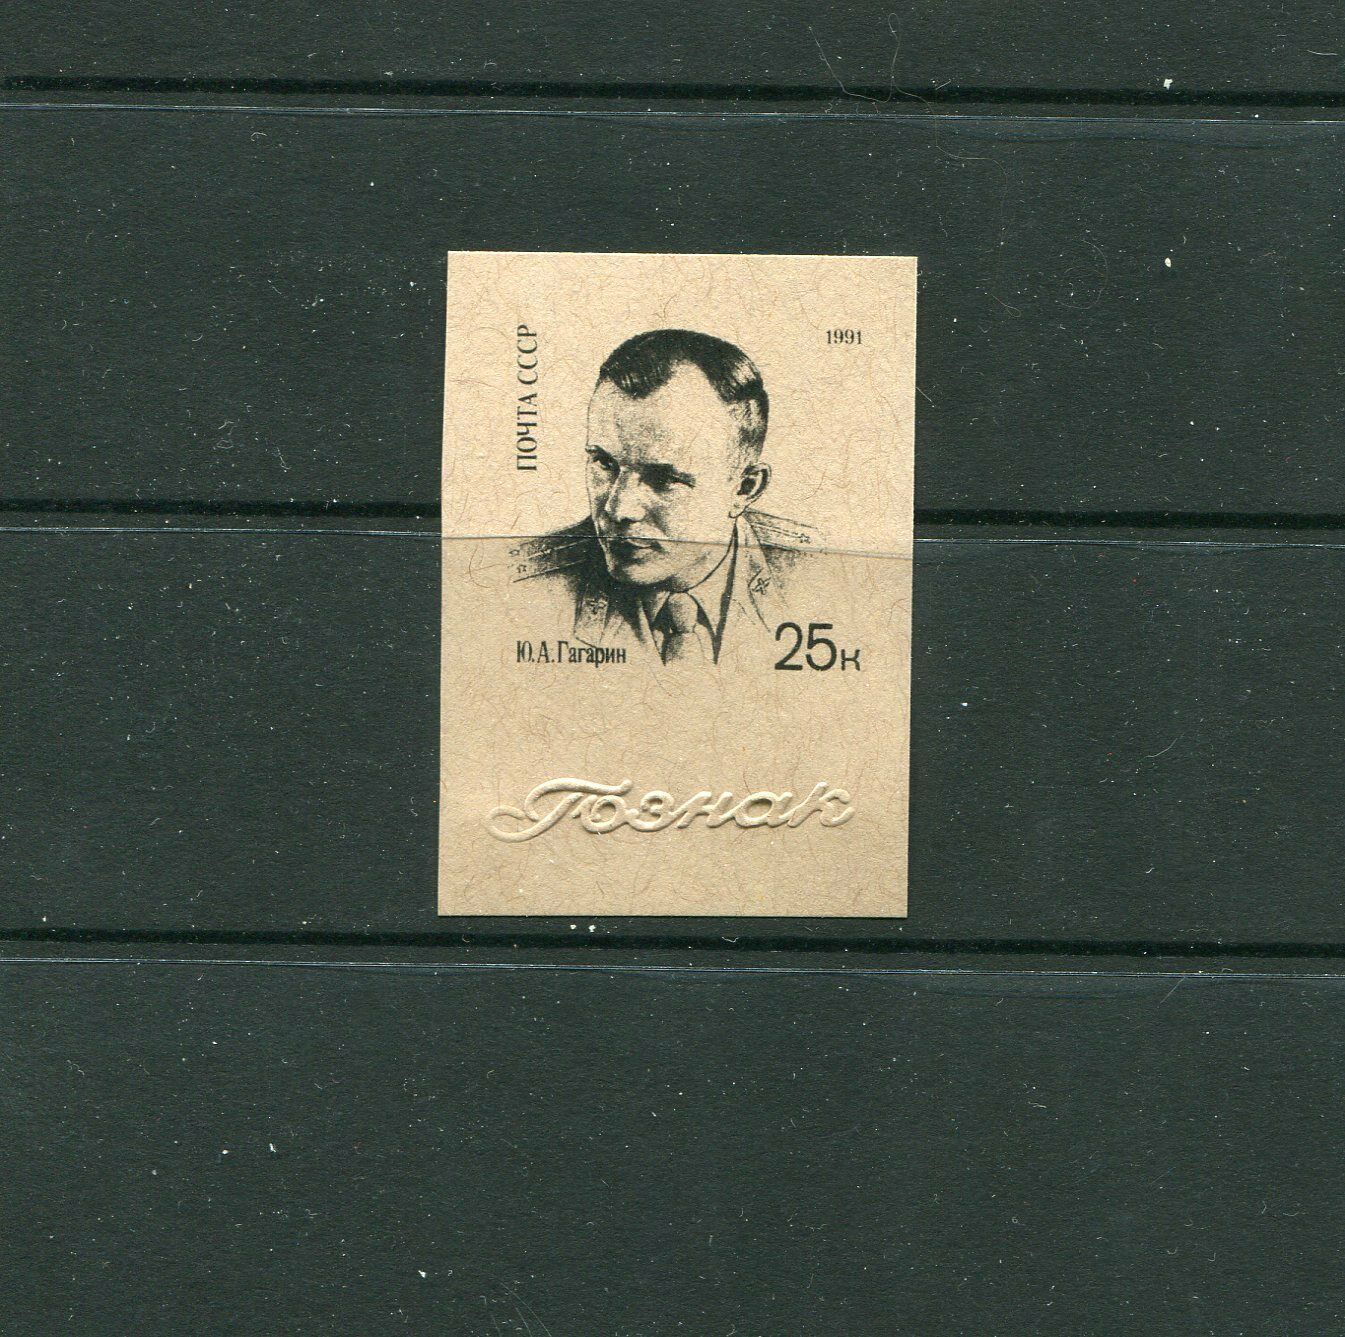 ПОЧТА СССР
1991
Ю.А.Гагарин
25к
Гознак